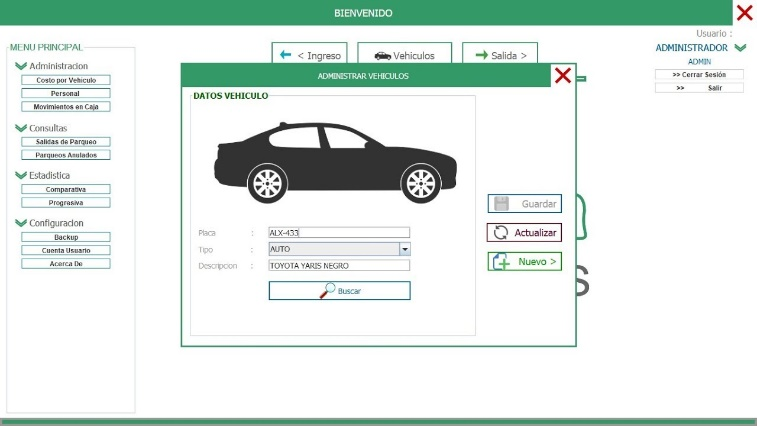 BIENVENIDO
Usuario :
ADMINISTRADOR
ADMIN
>> Cerrar Sesión
>> Salir
MENU PRINCIPAL
Administracion
Costo por Vehiculo
Personal
Movimientos en Caja
Consultas
Salidas de Parqueo
Parqueos Anulados
Estadistica
Comparativa
Progresiva
Configuracion
Backup
Cuenta Usuario
Acerca De
< Ingreso
Vehiculos
Salida >
ADMINISTRAR VEHICULOS
DATOS VEHICULO
Placa : ALX-433
Tipo : AUTO
Descripcion : TOYOTA YARIS NEGRO
Buscar
Guardar
Actualizar
Nuevo >